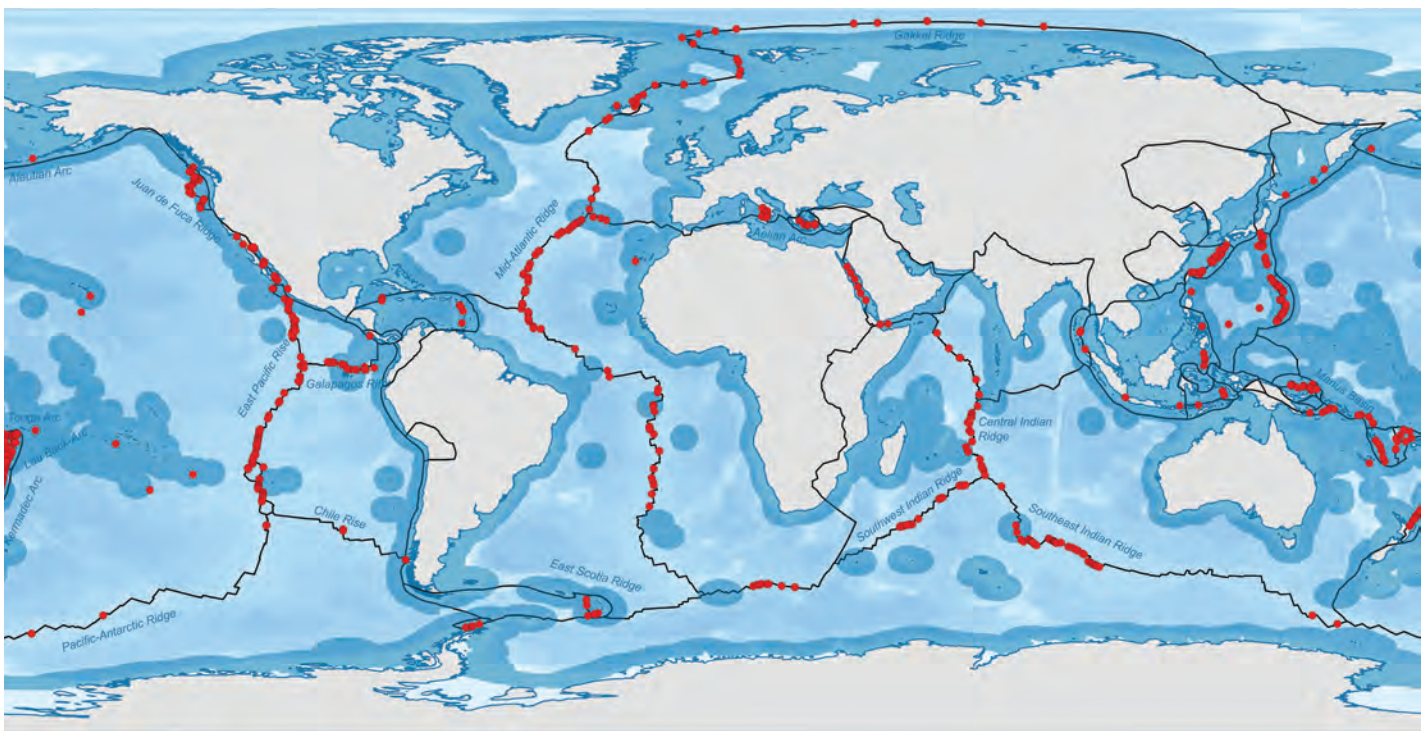 Gakkel Ridge
Aleutian Arc
Juan de Fuca Ridge
Mid-Atlantic Ridge
Aelian Arc
East Pacific Rise
Galapagos Rift
Manus Basin
Tonga Arc
Lau Back-Arc
Kermadec Arc
Central Indian
Ridge
Southwest Indian Ridge
Southeast Indian Ridge
Chile Rise
East Scotia Ridge
Pacific-Antarctic Ridge